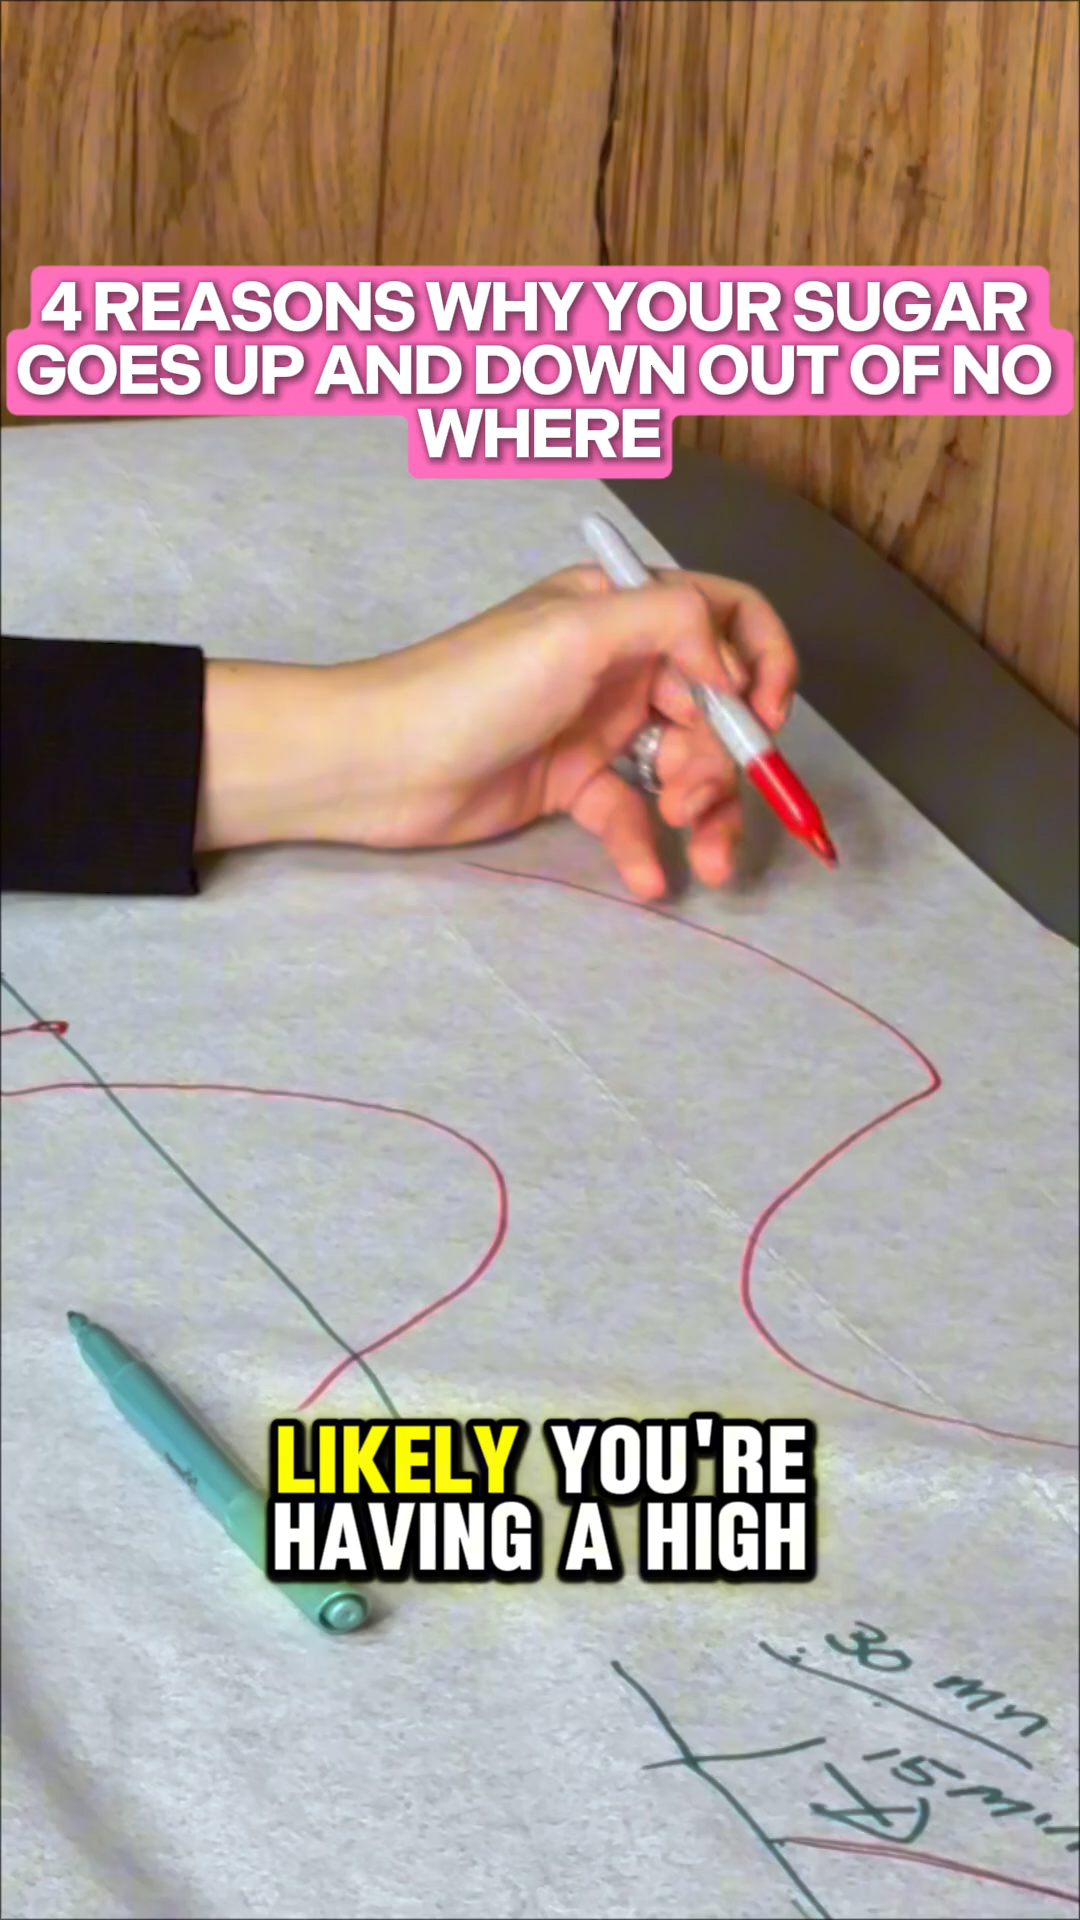 4 REASONS WHY YOUR SUGAR
GOES UP AND DOWN OUT OF NO
WHERE
LIKELY YOU'RE
HAVING A HIGH
30 mn
15 min